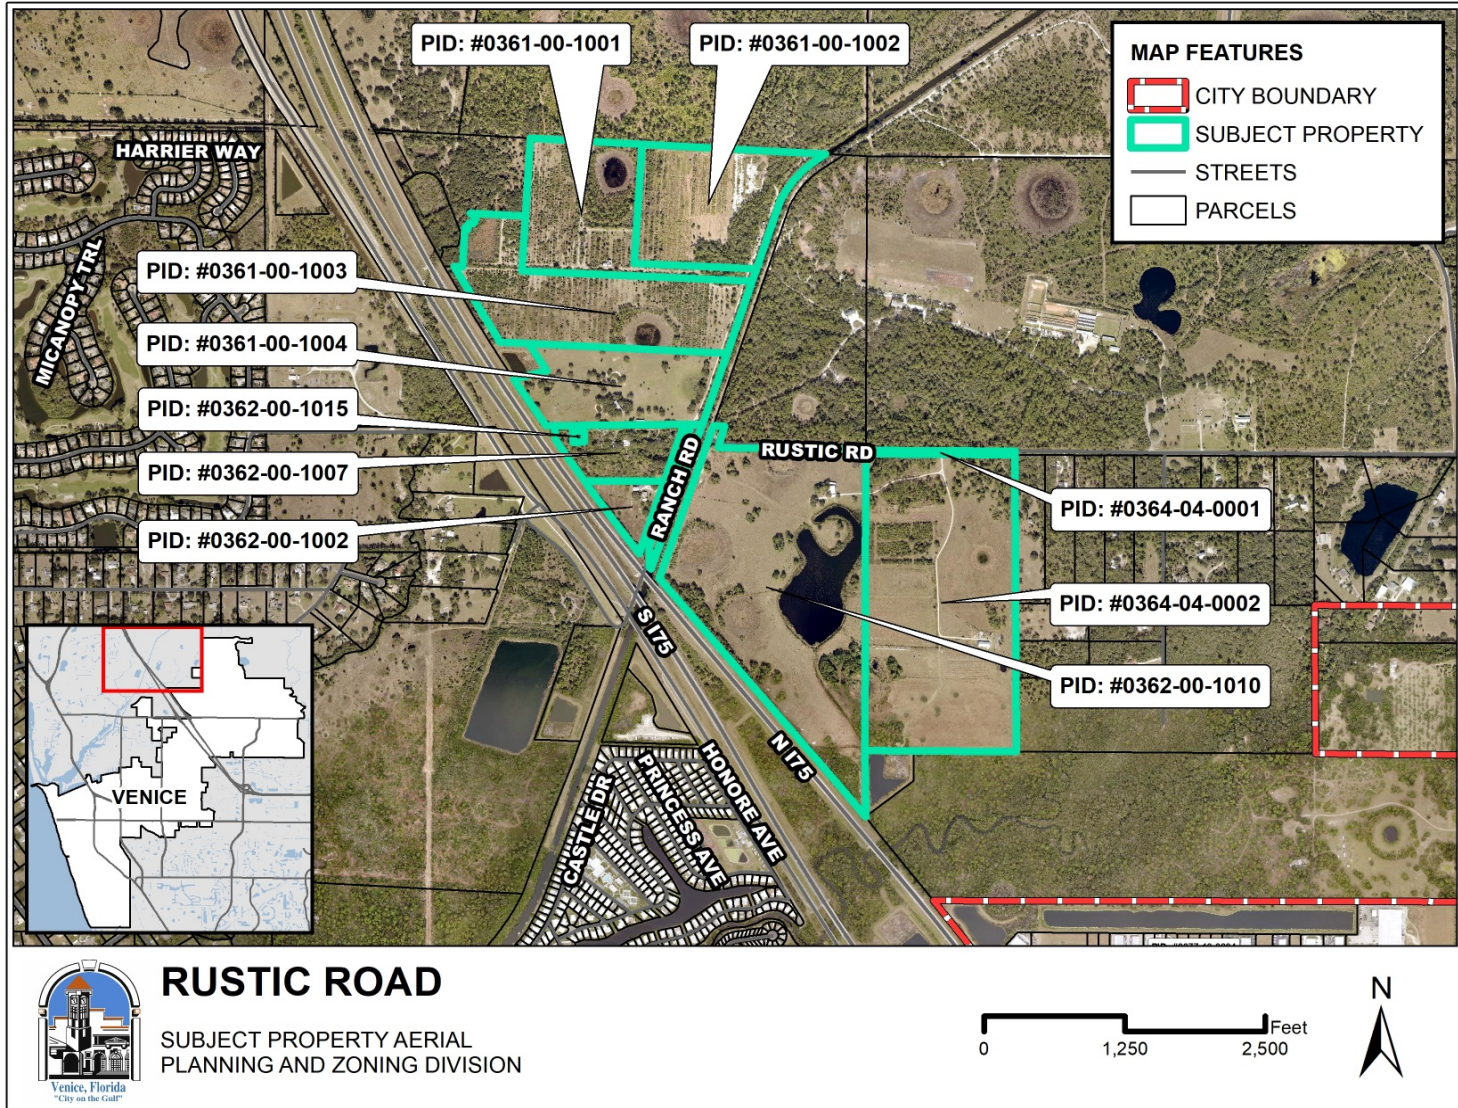 PID: #0361-00-1001
PID: #0361-00-1002
MAP FEATURES
CITY BOUNDARY
SUBJECT PROPERTY
STREETS
PARCELS
HARRIER WAY
MICANOPY TRL
PID: #0361-00-1003
PID: #0361-00-1004
PID: #0362-00-1015
PID: #0362-00-1007
PID: #0362-00-1002
RANCH RD
RUSTIC RD
PID: #0364-04-0001
PID: #0364-04-0002
PID: #0362-00-1010
S I75
N I75
HONORE AVE
PRINCESS AVE
CASTLE DR
VENICE
RUSTIC ROAD
SUBJECT PROPERTY AERIAL
PLANNING AND ZONING DIVISION
Venice, Florida
"City on the Gulf"
Feet
0 1,250 2,500
N